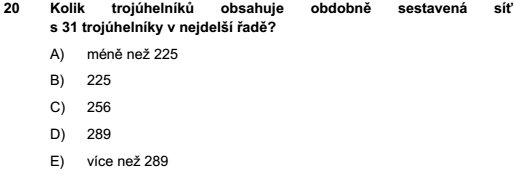 20 Kolik trojúhelníků obsahuje obdobně sestavená síť
s 31 trojúhelníky v nejdelší řadě?
A) méně než 225
B) 225
C) 256
D) 289
E) více než 289